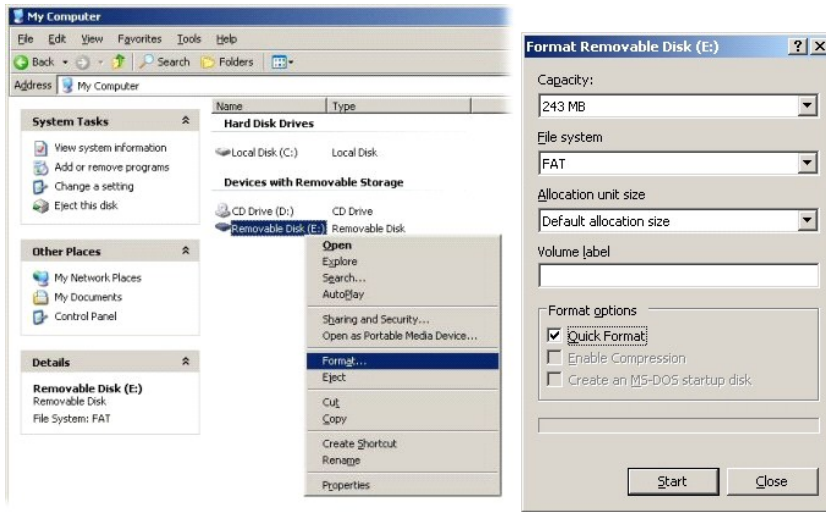 My Computer
File Edit View Favorites Tools Help
Back Search Folders
Address My Computer
System Tasks
View system information
Add or remove programs
Change a setting
Eject this disk
Other Places
My Network Places
My Documents
Control Panel
Details
Removable Disk (E:)
Removable Disk
File System: FAT
Name Type
Hard Disk Drives
Local Disk (C:) Local Disk
Devices with Removable Storage
CD Drive (D:) CD Drive
Removable Disk (E:) Removable Disk
Open
Explore
Search...
AutoPlay
Sharing and Security...
Open as Portable Media Device...
Format...
Eject
Cut
Copy
Create Shortcut
Rename
Properties
Format Removable Disk (E:)
Capacity:
243 MB
File system
FAT
Allocation unit size
Default allocation size
Volume label
Format options
Quick Format
Enable Compression
Create an MS-DOS startup disk
Start Close